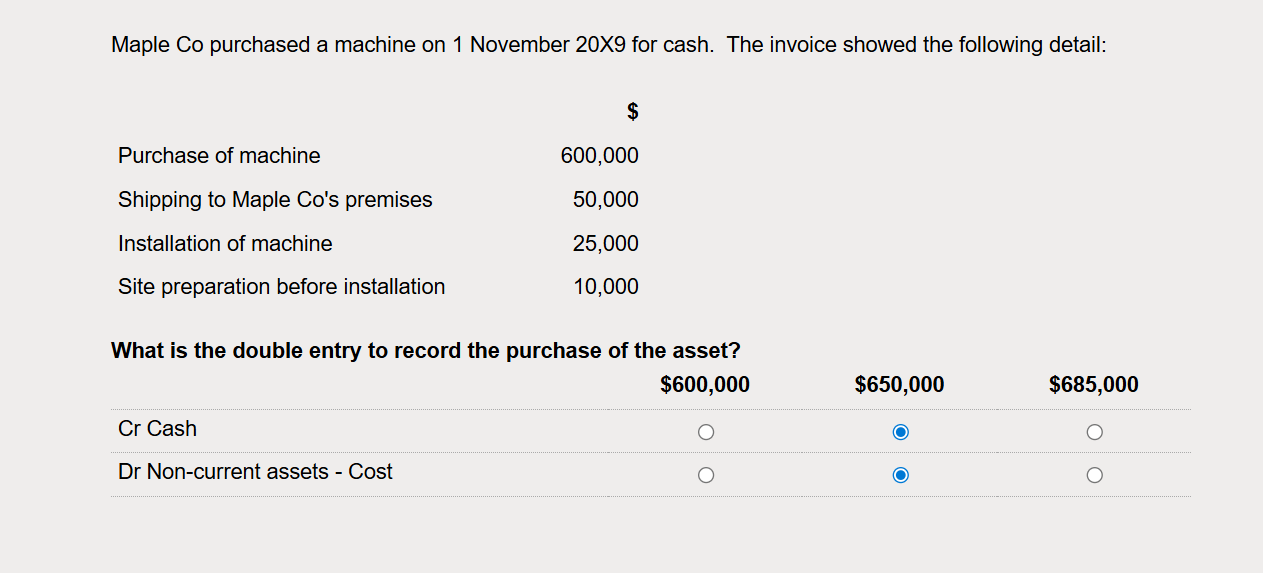 Maple Co purchased a machine on 1 November 20X9 for cash.  The invoice showed the following detail:
$
Purchase of machine 600,000
Shipping to Maple Co's premises 50,000
Installation of machine 25,000
Site preparation before installation 10,000
What is the double entry to record the purchase of the asset?
$600,000 $650,000 $685,000
Cr Cash
Dr Non-current assets - Cost